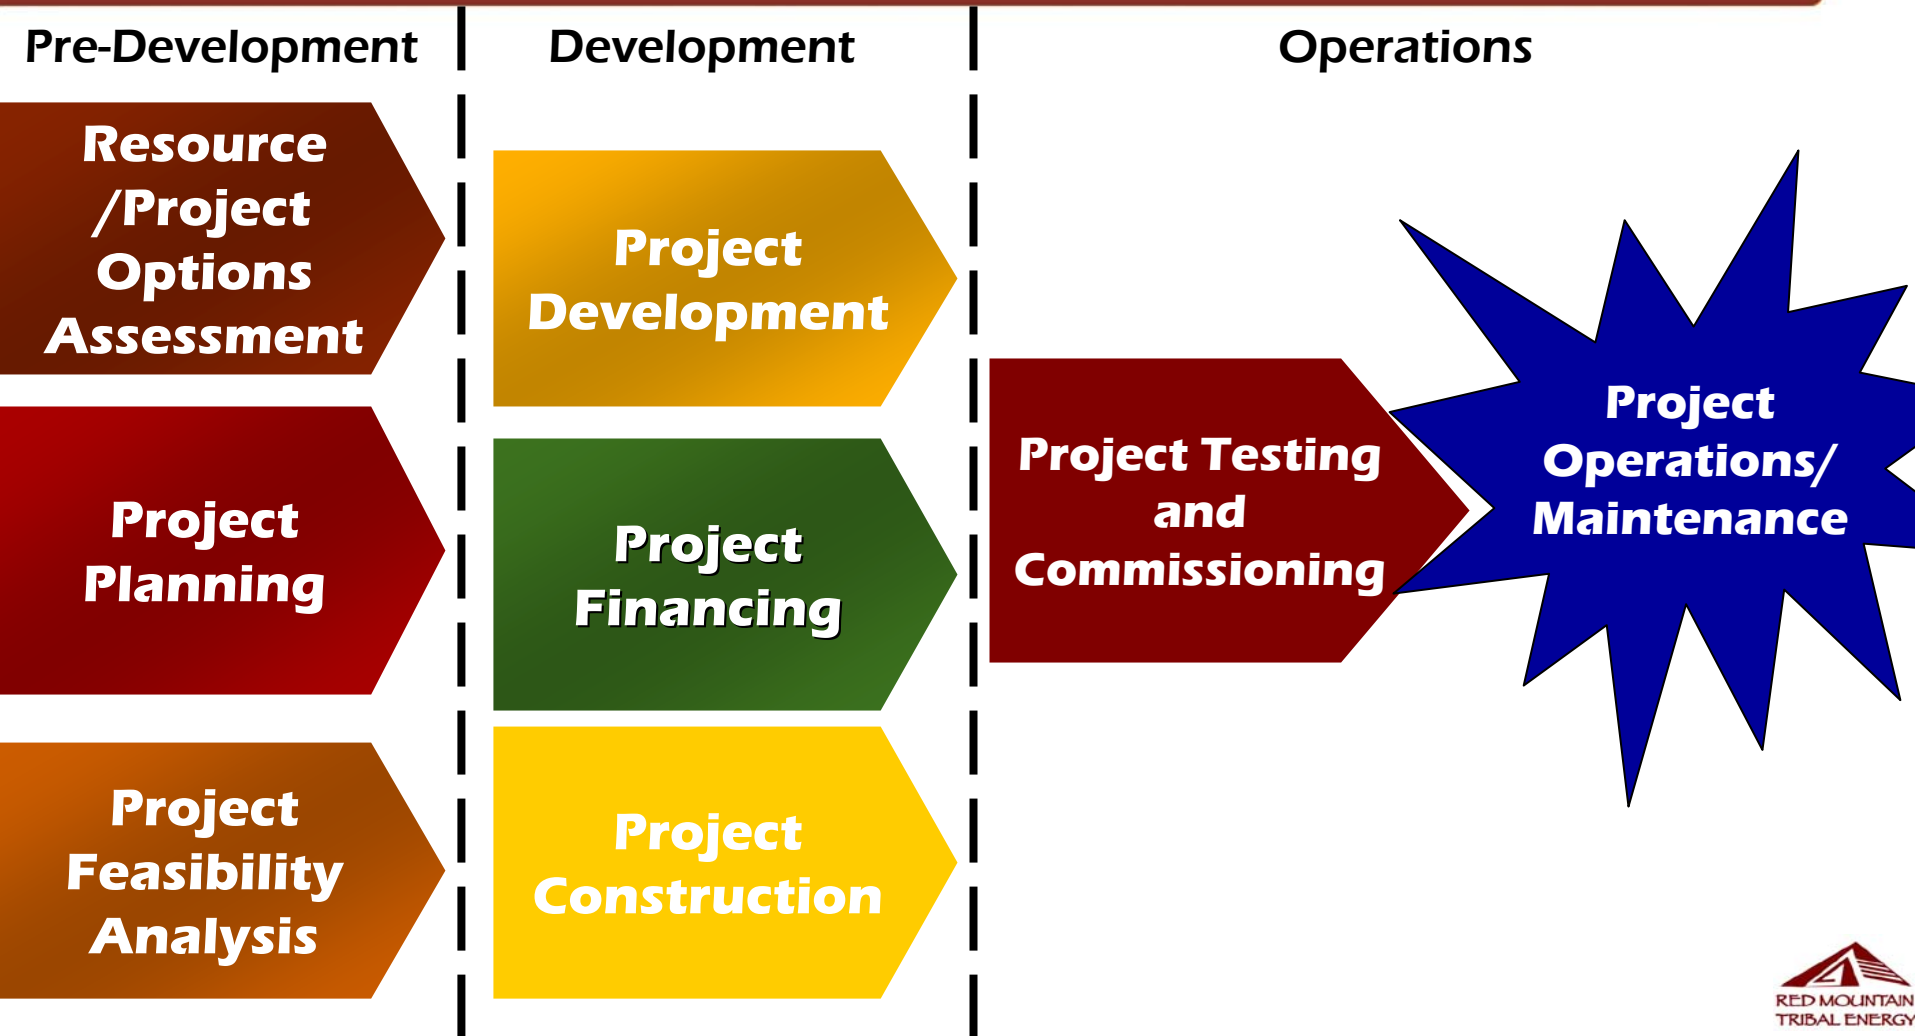 Pre-Development
Development
Operations
Resource
/Project
Options
Assessment
Project
Planning
Project
Feasibility
Analysis
Project
Development
Project
Financing
Project
Construction
Project Testing
and
Commissioning
Project
Operations/
Maintenance
RED MOUNTAIN
TRIBAL ENERGY